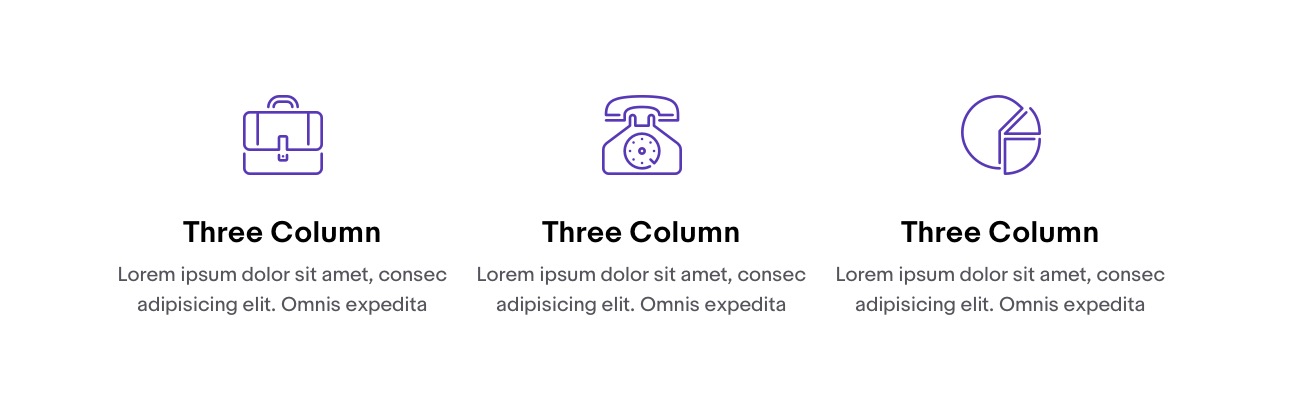 Three Column
Lorem ipsum dolor sit amet, consec
adipisicing elit. Omnis expedita
Three Column
Lorem ipsum dolor sit amet, consec
adipisicing elit. Omnis expedita
Three Column
Lorem ipsum dolor sit amet, consec
adipisicing elit. Omnis expedita